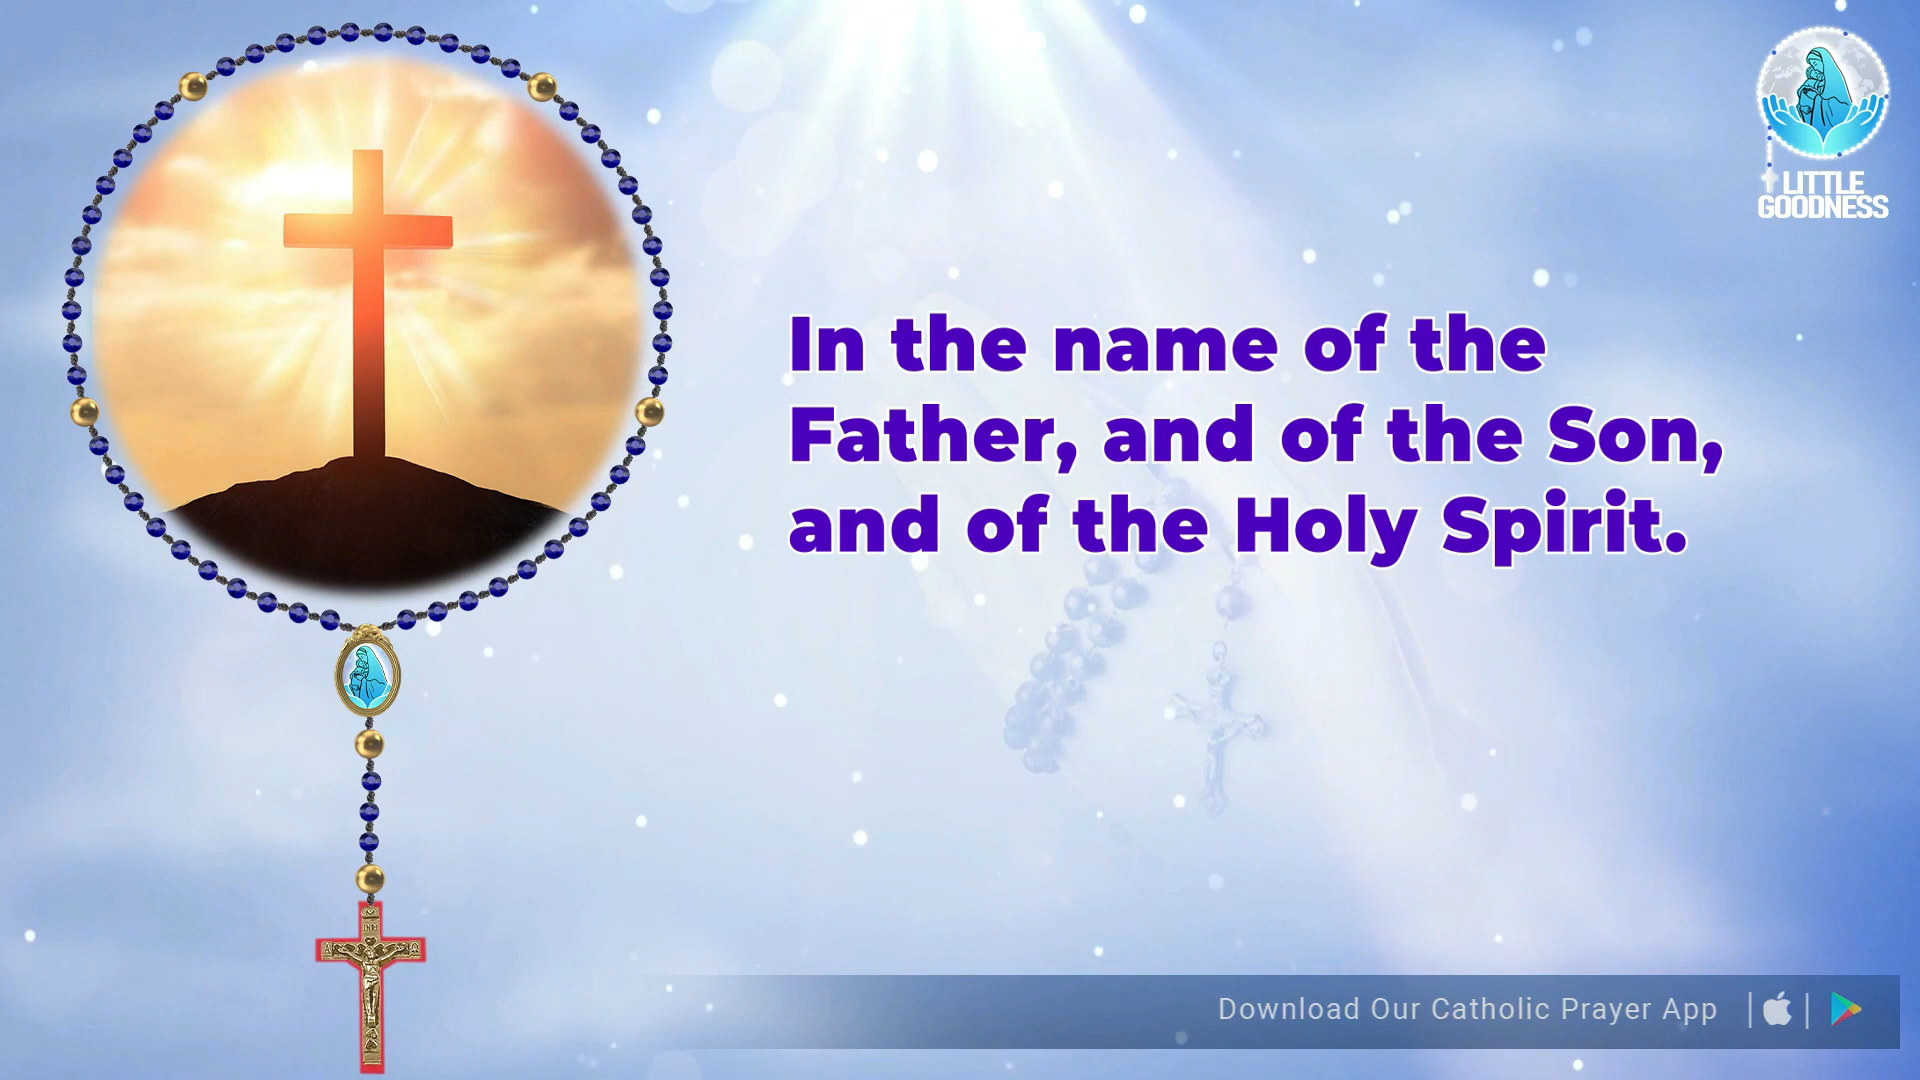 LITTLE
GOODNESS
In the name of the
Father, and of the Son,
and of the Holy Spirit.
INRI
A Ω
Download Our Catholic Prayer App